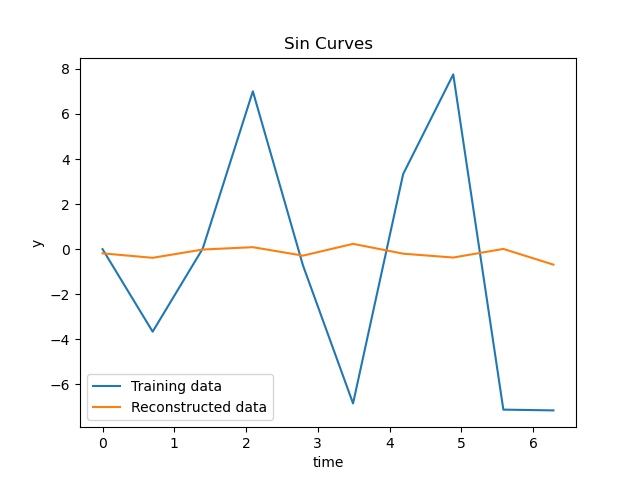 Sin Curves
8
6
4
2
0
−2
−4
−6
y
Training data
Reconstructed data
0 1 2 3 4 5 6
time